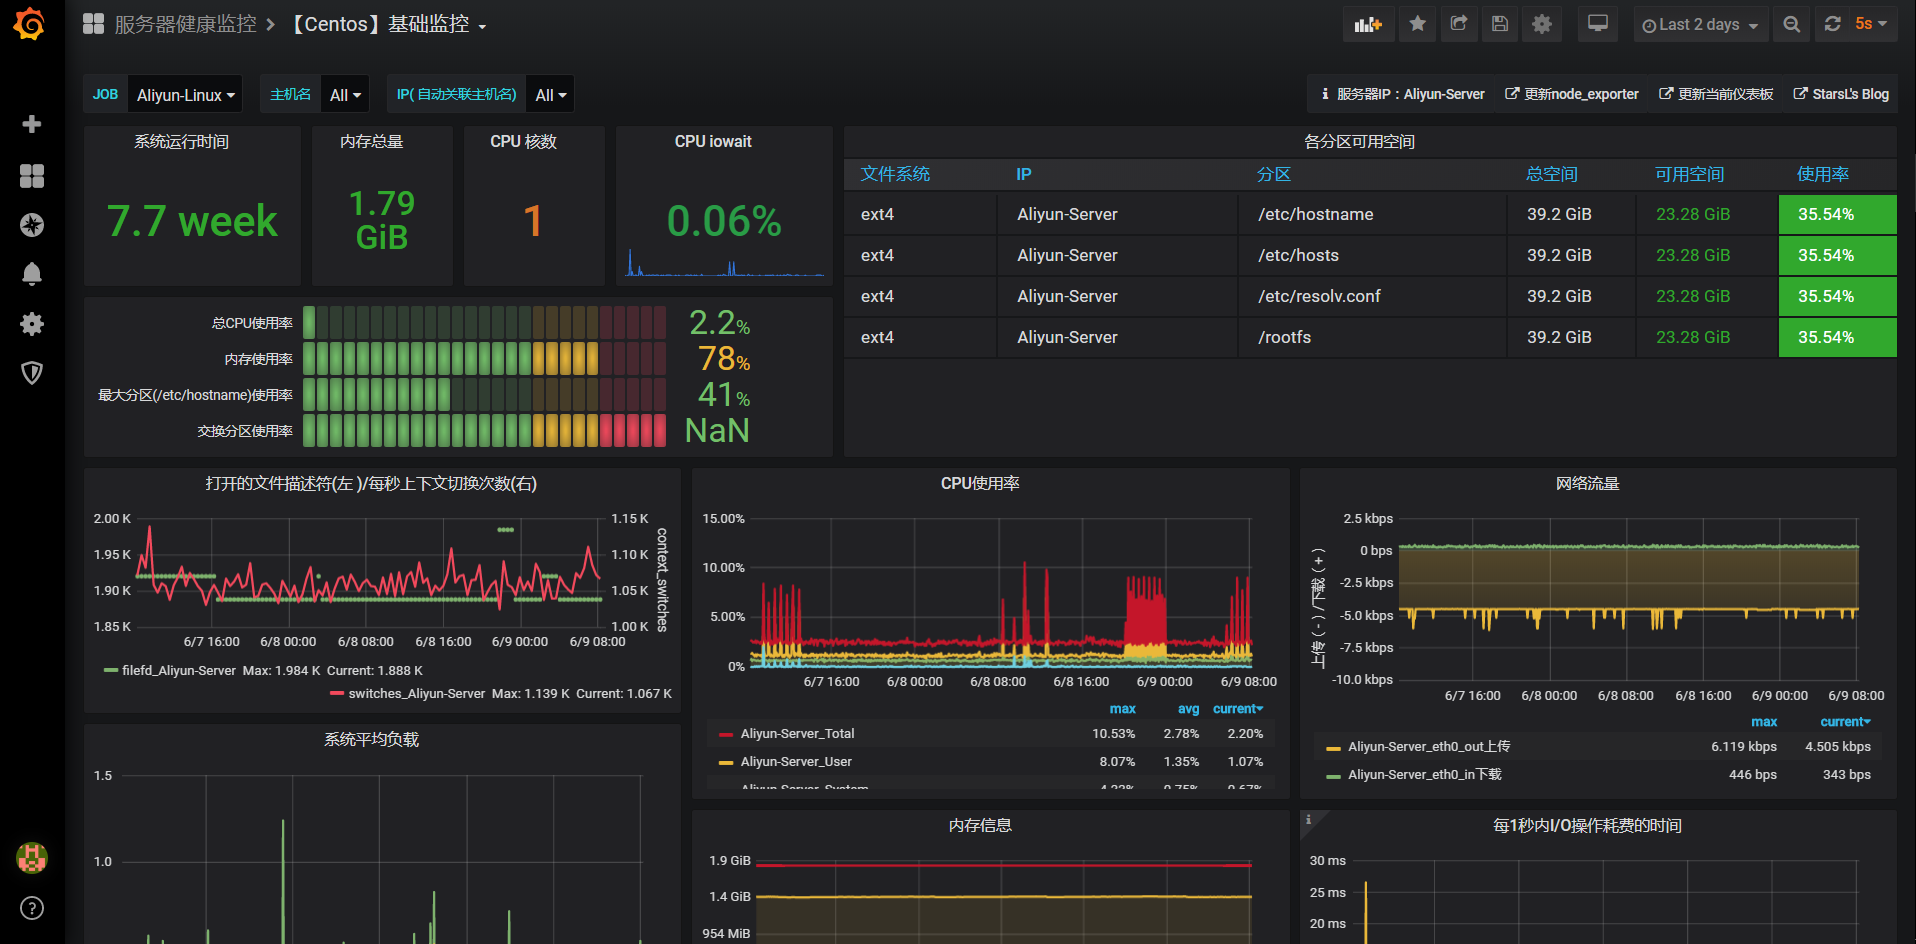 服务器健康监控 > 【Centos】基础监控
Last 2 days
5s
JOB Aliyun-Linux
主机名 All
IP( 自动关联主机名) All
服务器IP：Aliyun-Server
更新node_exporter
更新当前仪表板
StarsL's Blog
系统运行时间
7.7 week
内存总量
1.79
GiB
CPU 核数
1
CPU iowait
0.06%
各分区可用空间
文件系统 IP 分区 总空间 可用空间 使用率
ext4 Aliyun-Server /etc/hostname 39.2 GiB 23.28 GiB 35.54%
ext4 Aliyun-Server /etc/hosts 39.2 GiB 23.28 GiB 35.54%
ext4 Aliyun-Server /etc/resolv.conf 39.2 GiB 23.28 GiB 35.54%
ext4 Aliyun-Server /rootfs 39.2 GiB 23.28 GiB 35.54%
总CPU使用率 2.2%
内存使用率 78%
最大分区(/etc/hostname)使用率 41%
交换分区使用率 NaN
打开的文件描述符(左 )/每秒上下文切换次数(右)
2.00 K 1.15 K
1.95 K 1.10 K
1.90 K 1.05 K
1.85 K 1.00 K
context_switches
6/7 16:00 6/8 00:00 6/8 08:00 6/8 16:00 6/9 00:00 6/9 08:00
filefd_Aliyun-Server Max: 1.984 K Current: 1.888 K
switches_Aliyun-Server Max: 1.139 K Current: 1.067 K
CPU使用率
15.00%
10.00%
5.00%
0%
6/7 16:00 6/8 00:00 6/8 08:00 6/8 16:00 6/9 00:00 6/9 08:00
max avg current
Aliyun-Server_Total 10.53% 2.78% 2.20%
Aliyun-Server_User 8.07% 1.35% 1.07%
Aliyun-Server_System 4.33% 0.75% 0.67%
网络流量
上传 ( - ) /下载 ( + )
2.5 kbps
0 bps
-2.5 kbps
-5.0 kbps
-7.5 kbps
-10.0 kbps
6/7 16:00 6/8 00:00 6/8 08:00 6/8 16:00 6/9 00:00 6/9 08:00
max current
Aliyun-Server_eth0_out上传 6.119 kbps 4.505 kbps
Aliyun-Server_eth0_in下载 446 bps 343 bps
系统平均负载
1.5
1.0
内存信息
1.9 GiB
1.4 GiB
954 MiB
每1秒内I/O操作耗费的时间
30 ms
25 ms
20 ms